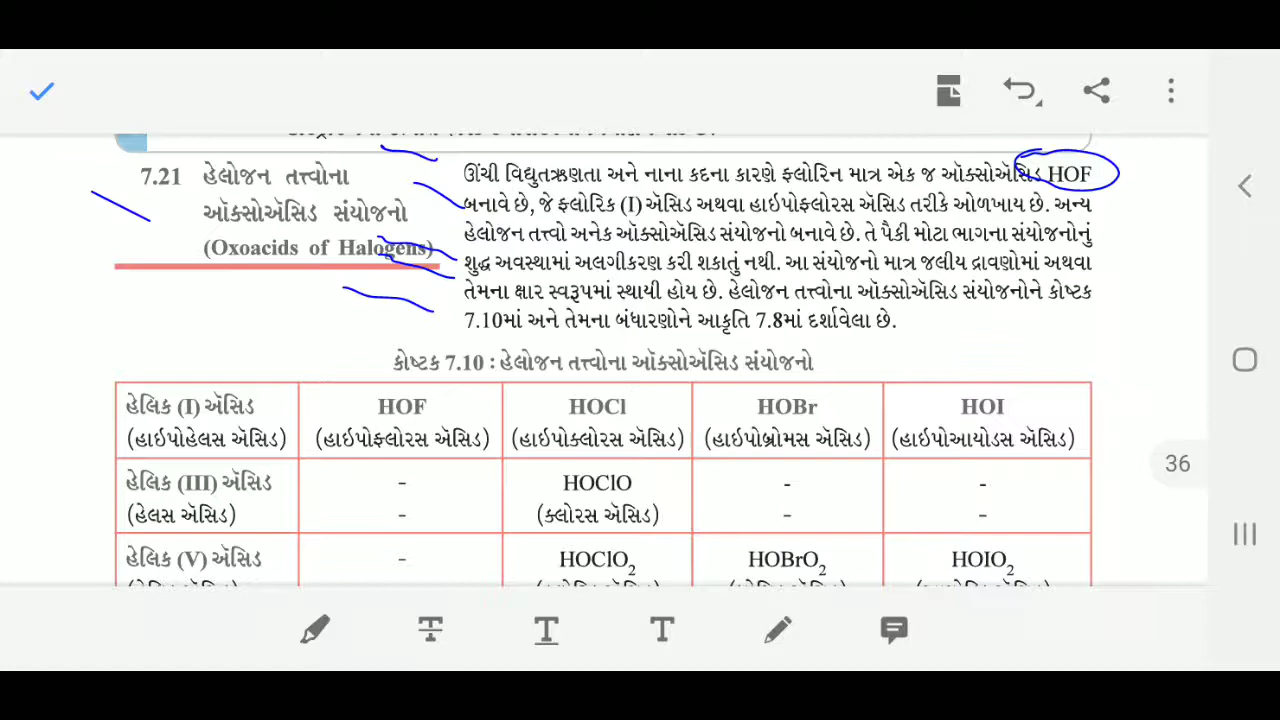 7.21 હેલોજન તત્ત્વોના
ઑક્સોઍસિડ સંયોજનો
(Oxoacids of Halogens)
ઊંચી વિદ્યુતઋણતા અને નાના કદના કારણે ફ્લોરિન માત્ર એક જ ઑક્સોઍસિડ HOF
બનાવે છે, જે ફ્લોરિક (I) ઍસિડ અથવા હાઇપોફ્લોરસ ઍસિડ તરીકે ઓળખાય છે. અન્ય
હેલોજન તત્ત્વો અનેક ઑક્સોઍસિડ સંયોજનો બનાવે છે. તે પૈકી મોટા ભાગના સંયોજનોનું
શુદ્ધ અવસ્થામાં અલગીકરણ કરી શકાતું નથી. આ સંયોજનો માત્ર જલીય દ્રાવણોમાં અથવા
તેમના ક્ષાર સ્વરૂપમાં સ્થાયી હોય છે. હેલોજન તત્ત્વોના ઑક્સોઍસિડ સંયોજનોને કોષ્ટક
7.10માં અને તેમના બંધારણોને આકૃતિ 7.8માં દર્શાવેલા છે.
કોષ્ટક 7.10 : હેલોજન તત્ત્વોના ઑક્સોઍસિડ સંયોજનો
હેલિક (I) ઍસિડ HOF HOCl HOBr HOI
(હાઇપોહેલસ ઍસિડ) (હાઇપોફ્લોરસ ઍસિડ) (હાઇપોક્લોરસ ઍસિડ) (હાઇપોબ્રોમસ ઍસિડ) (હાઇપોઆયોડસ ઍસિડ)
હેલિક (III) ઍસિડ - HOClO - -
(હેલસ ઍસિડ) - (ક્લોરસ ઍસિડ) - -
હેલિક (V) ઍસિડ - HOClO₂ HOBrO₂ HOIO₂
36